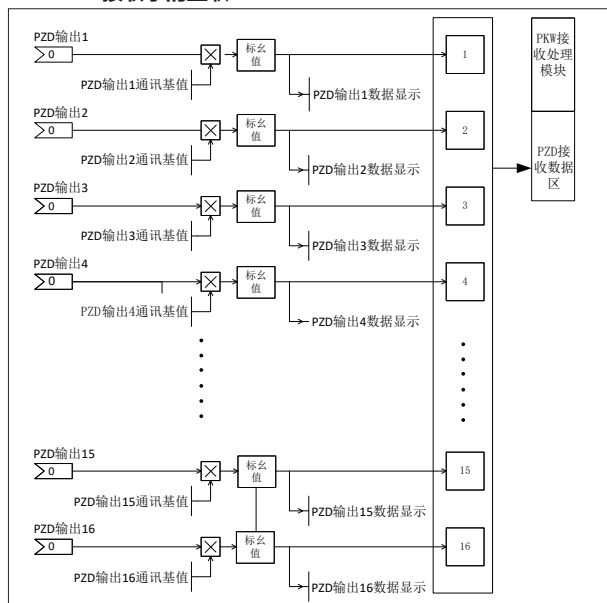 PZD输出1
0
标幺
值
PZD输出1通讯基值
PZD输出1数据显示
1
PZD输出2
0
标幺
值
PZD输出2通讯基值
PZD输出2数据显示
2
PZD输出3
0
标幺
值
PZD输出3通讯基值
PZD输出3数据显示
3
PZD输出4
0
标幺
值
PZD输出4通讯基值
PZD输出4数据显示
4
PZD输出15
0
标幺
值
PZD输出15通讯基值
PZD输出15数据显示
15
PZD输出16
0
标幺
值
PZD输出16通讯基值
PZD输出16数据显示
16
PKW接
收处理
模块
PZD接
收数据
区